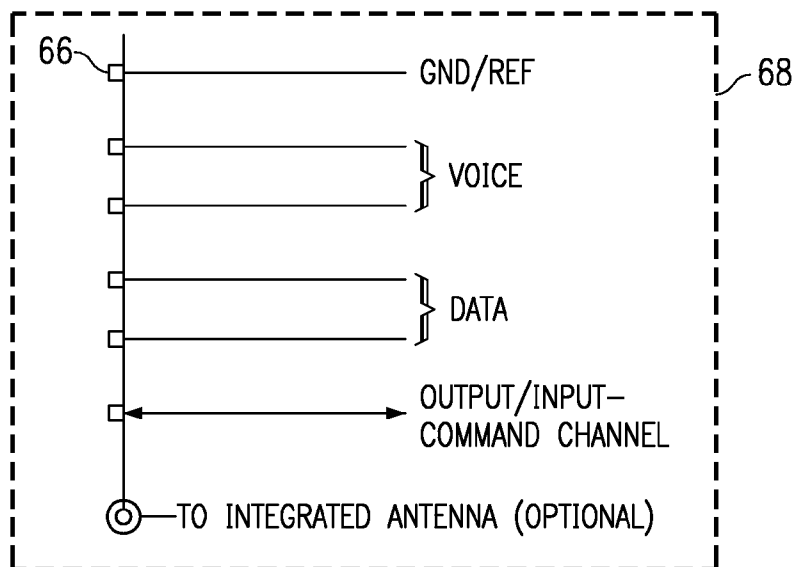 66
GND/REF
68
VOICE
DATA
OUTPUT/INPUT–
COMMAND CHANNEL
TO INTEGRATED ANTENNA (OPTIONAL)